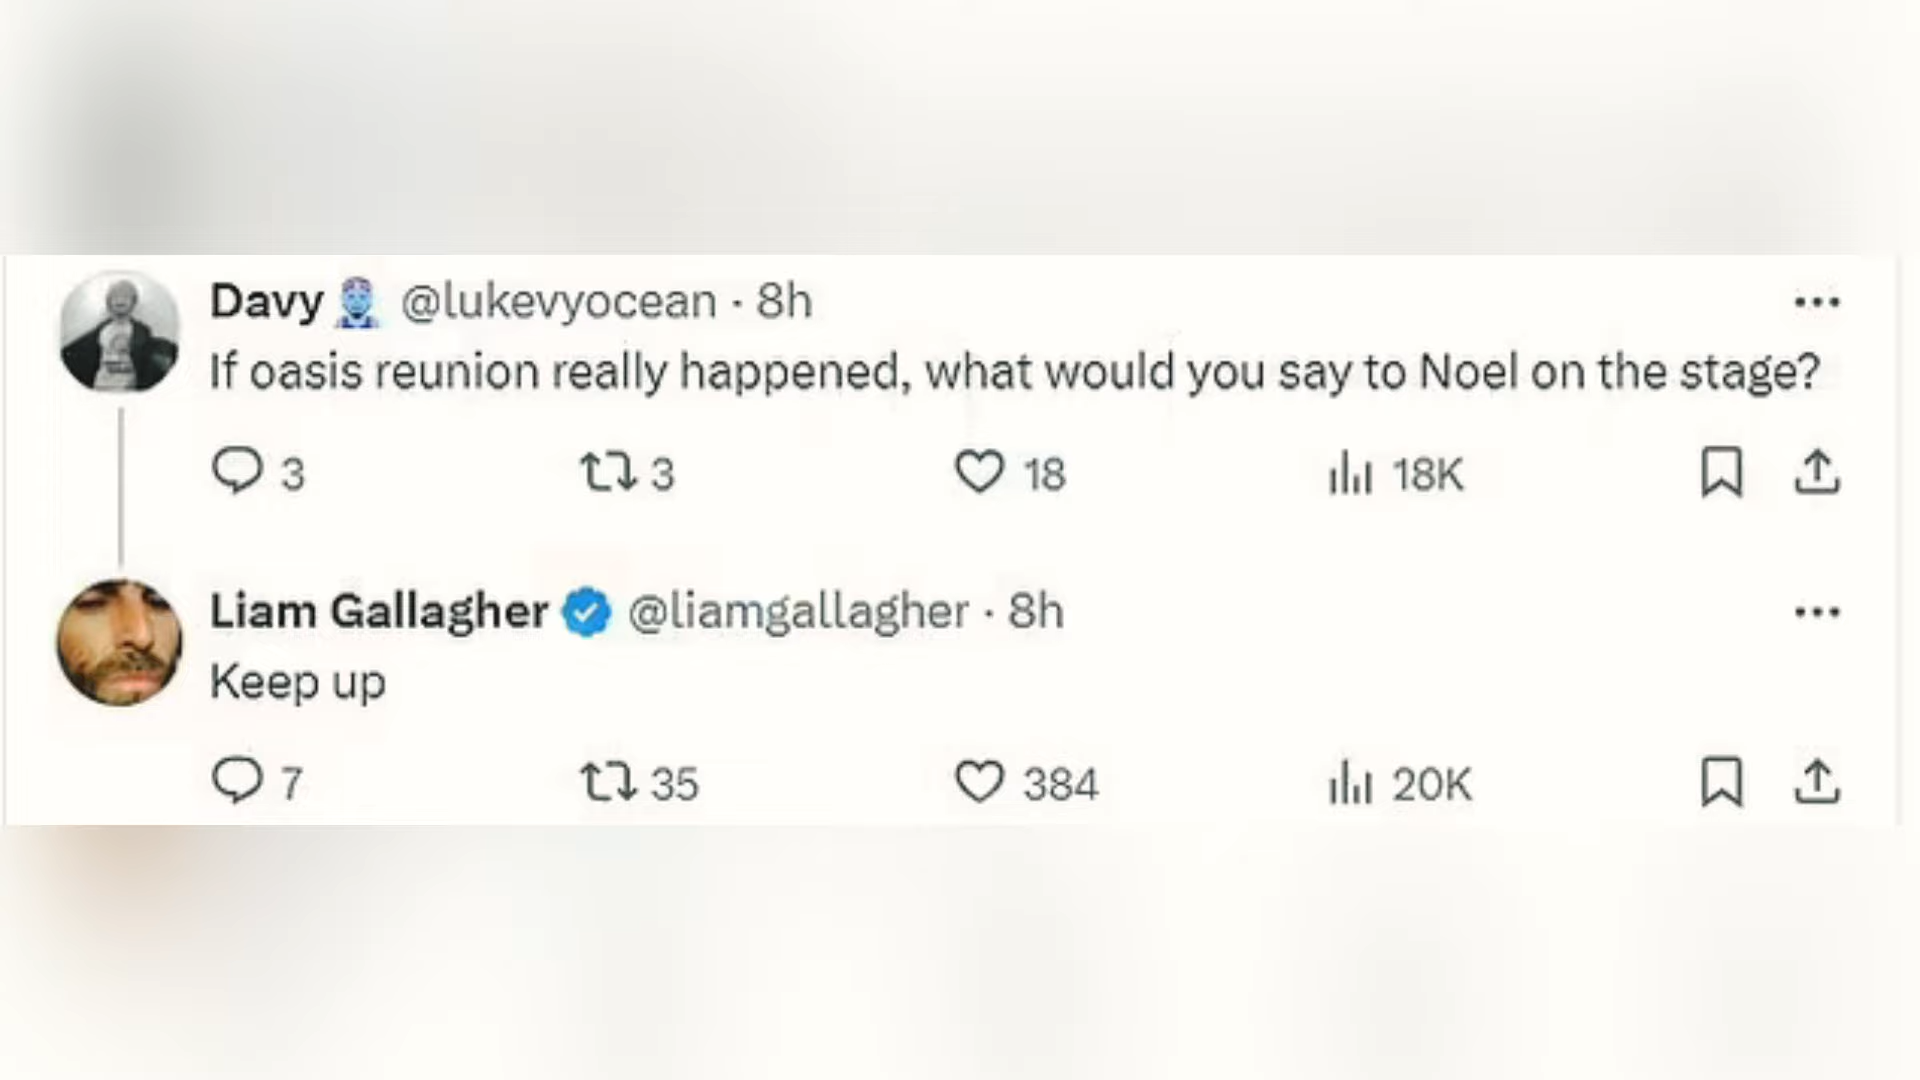 Davy @lukevyocean · 8h
If oasis reunion really happened, what would you say to Noel on the stage?
3 3 18 18K
Liam Gallagher @liamgallagher · 8h
Keep up
7 35 384 20K